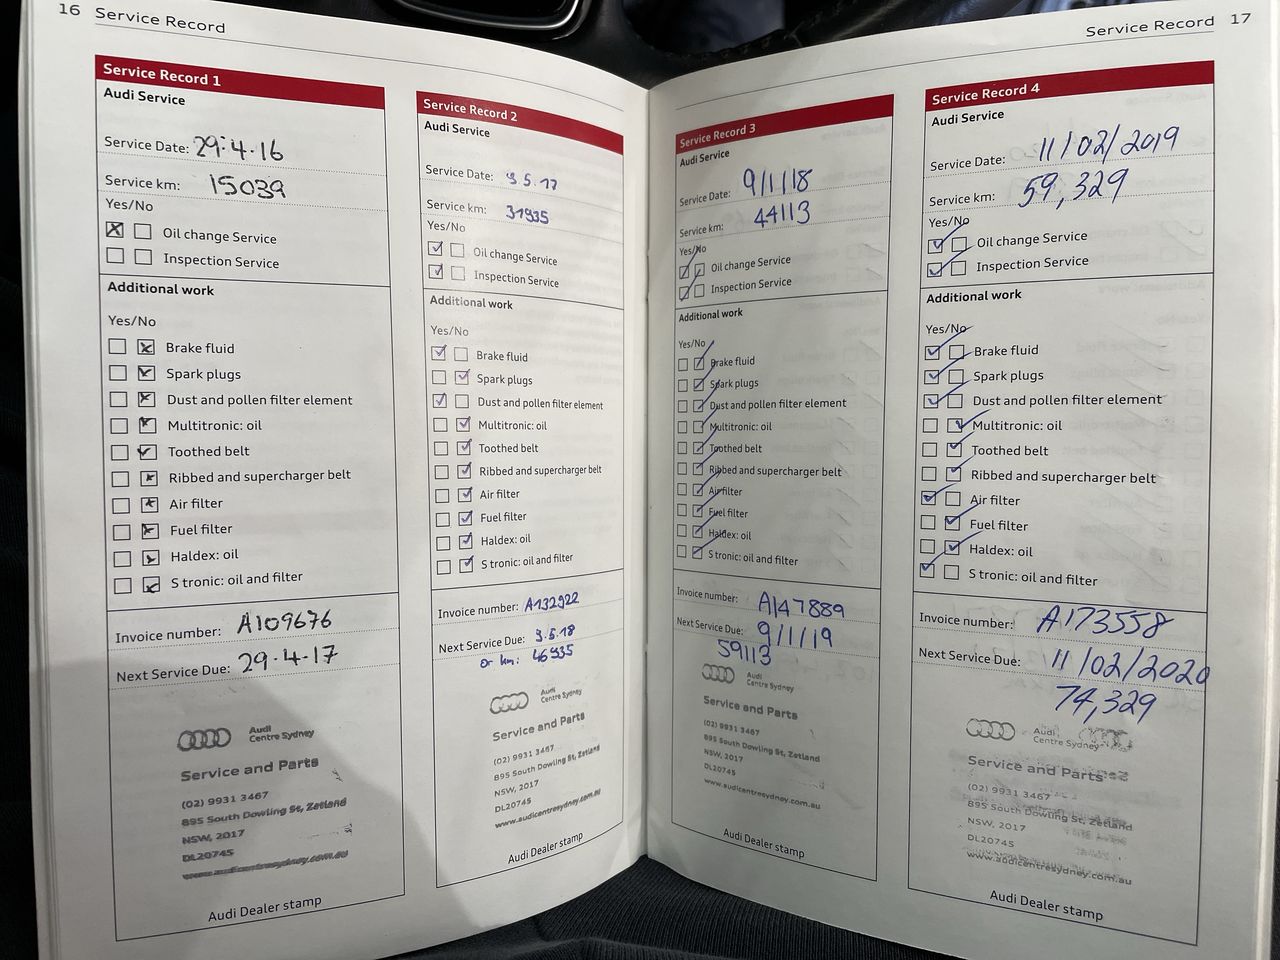 16 Service Record
Service Record 1
Audi Service
Service Date: 29.4.16
Service km: 15039
Yes/No
Oil change Service
Inspection Service
Additional work
Yes/No
Brake fluid
Spark plugs
Dust and pollen filter element
Multitronic: oil
Toothed belt
Ribbed and supercharger belt
Air filter
Fuel filter
Haldex: oil
S tronic: oil and filter
Invoice number: A109676
Next Service Due: 29.4.17
Audi
Centre Sydney
Service and Parts
(02) 9931 3467
895 South Dowling St, Zetland
NSW, 2017
DL20745
www.audicentresydney.com.au
Audi Dealer stamp
Service Record 2
Audi Service
Service Date: 3.5.17
Service km: 31935
Yes/No
Oil change Service
Inspection Service
Additional work
Yes/No
Brake fluid
Spark plugs
Dust and pollen filter element
Multitronic: oil
Toothed belt
Ribbed and supercharger belt
Air filter
Fuel filter
Haldex: oil
S tronic: oil and filter
Invoice number: A132922
Next Service Due: 3.5.18
or km: 46935
Audi
Centre Sydney
Service and Parts
(02) 9931 3467
895 South Dowling St, Zetland
NSW, 2017
DL20745
www.audicentresydney.com.au
Audi Dealer stamp
Service Record 17
Service Record 3
Audi Service
Service Date: 9/1/18
Service km: 44113
Yes/No
Oil change Service
Inspection Service
Additional work
Yes/No
Brake fluid
Spark plugs
Dust and pollen filter element
Multitronic: oil
Toothed belt
Ribbed and supercharger belt
Air filter
Fuel filter
Haldex: oil
S tronic: oil and filter
Invoice number: A147889
Next Service Due: 9/1/19
59113
Audi
Centre Sydney
Service and Parts
(02) 9931 3467
895 South Dowling St, Zetland
NSW, 2017
DL20745
www.audicentresydney.com.au
Audi Dealer stamp
Service Record 4
Audi Service
Service Date: 11/02/2019
Service km: 59,329
Yes/No
Oil change Service
Inspection Service
Additional work
Yes/No
Brake fluid
Spark plugs
Dust and pollen filter element
Multitronic: oil
Toothed belt
Ribbed and supercharger belt
Air filter
Fuel filter
Haldex: oil
S tronic: oil and filter
Invoice number: A173558
Next Service Due: 11/02/2020
74,329
Audi
Centre Sydney
Service and Parts
(02) 9931 3467
895 South Dowling St, Zetland
NSW, 2017
DL20745
www.audicentresydney.com.au
Audi Dealer stamp